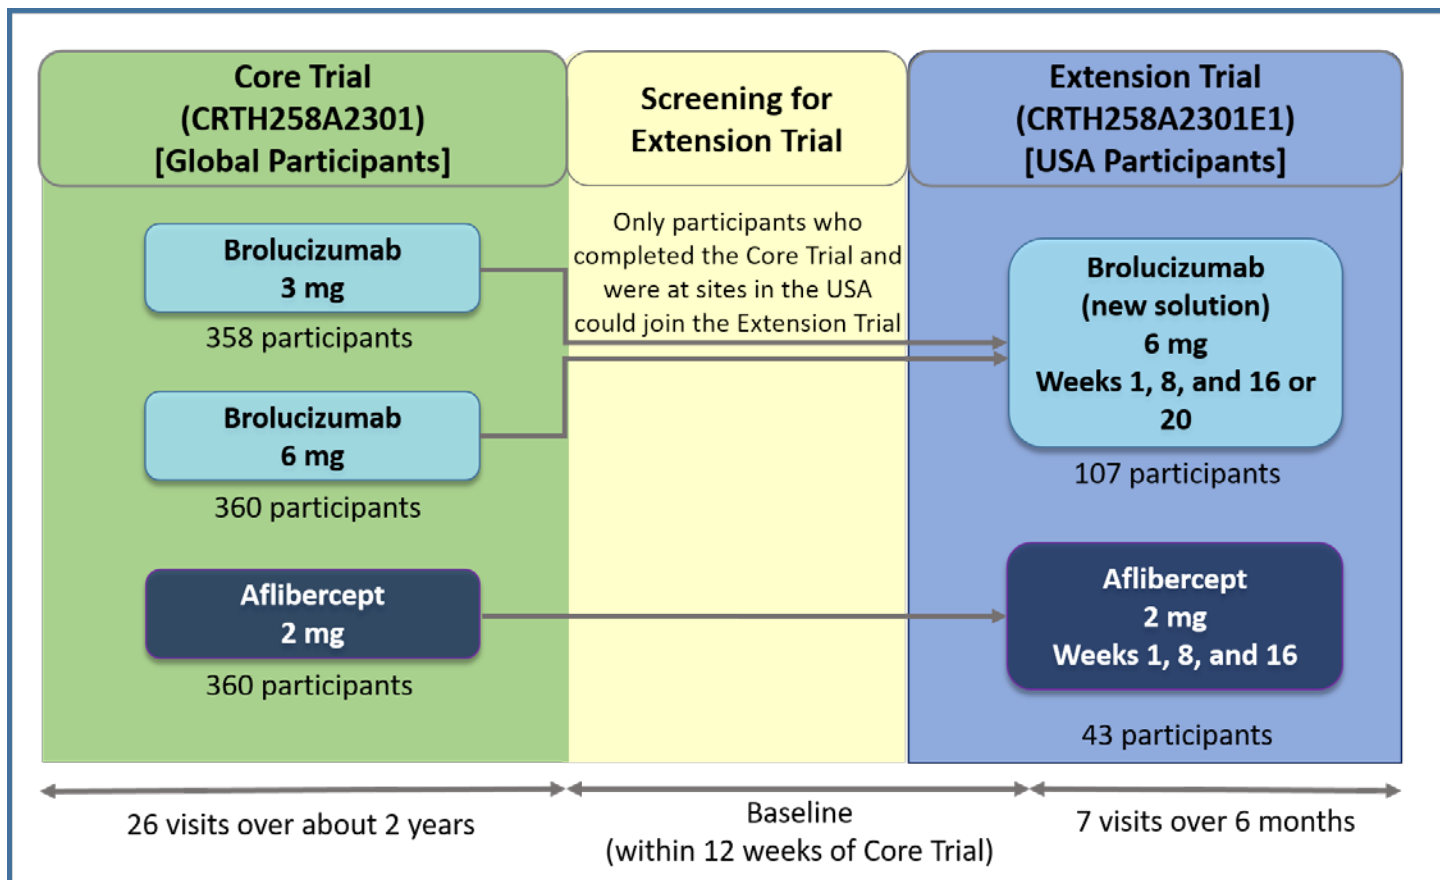 Core Trial
(CRTH258A2301)
[Global Participants]
Screening for
Extension Trial
Extension Trial
(CRTH258A2301E1)
[USA Participants]
Brolucizumab
3 mg
358 participants
Brolucizumab
6 mg
360 participants
Aflibercept
2 mg
360 participants
Only participants who
completed the Core Trial and
were at sites in the USA
could join the Extension Trial
Brolucizumab
(new solution)
6 mg
Weeks 1, 8, and 16 or
20
107 participants
Aflibercept
2 mg
Weeks 1, 8, and 16
43 participants
26 visits over about 2 years
Baseline
(within 12 weeks of Core Trial)
7 visits over 6 months